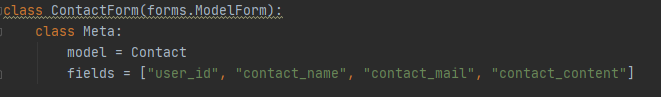 class ContactForm(forms.ModelForm):
    class Meta:
        model = Contact
        fields = ["user_id", "contact_name", "contact_mail", "contact_content"]